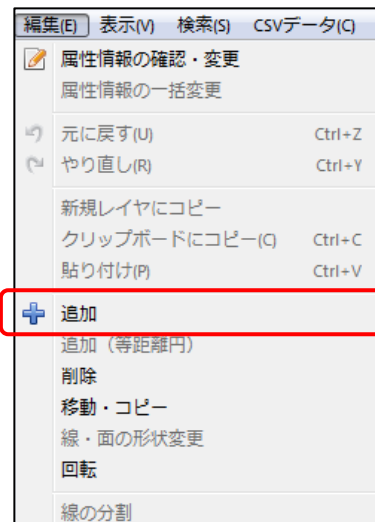 編集(E) 表示(V) 検索(S) CSVデータ(C)
属性情報の確認・変更
属性情報の一括変更
元に戻す(U) Ctrl+Z
やり直し(R) Ctrl+Y
新規レイヤにコピー
クリップボードにコピー(C) Ctrl+C
貼り付け(P) Ctrl+V
追加
追加（等距離円）
削除
移動・コピー
線・面の形状変更
回転
線の分割